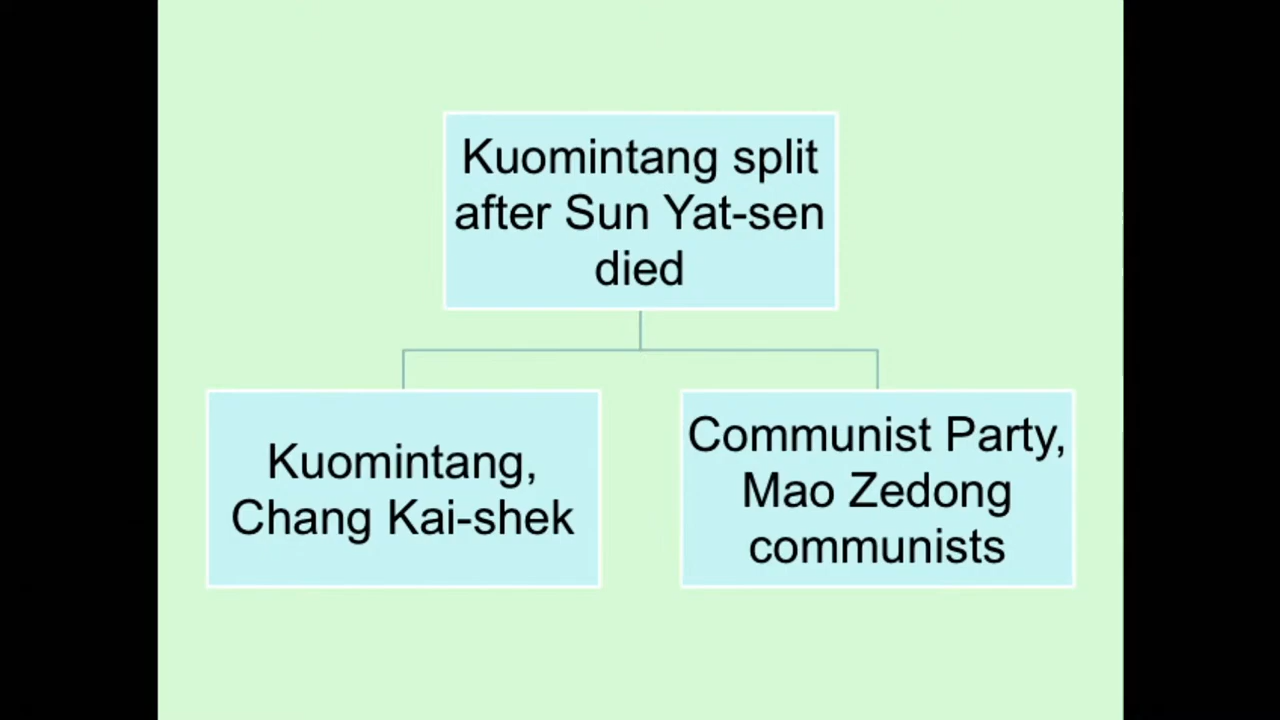 Kuomintang split
after Sun Yat-sen
died
Kuomintang,
Chang Kai-shek
Communist Party,
Mao Zedong
communists